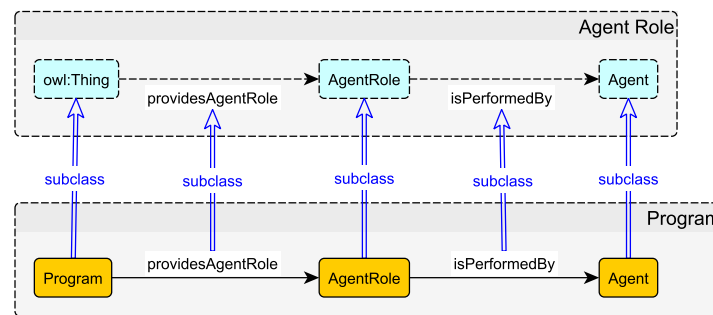 Agent Role
owl:Thing
AgentRole
Agent
providesAgentRole
isPerformedBy
subclass
subclass
subclass
subclass
subclass
Program
Program
providesAgentRole
AgentRole
isPerformedBy
Agent